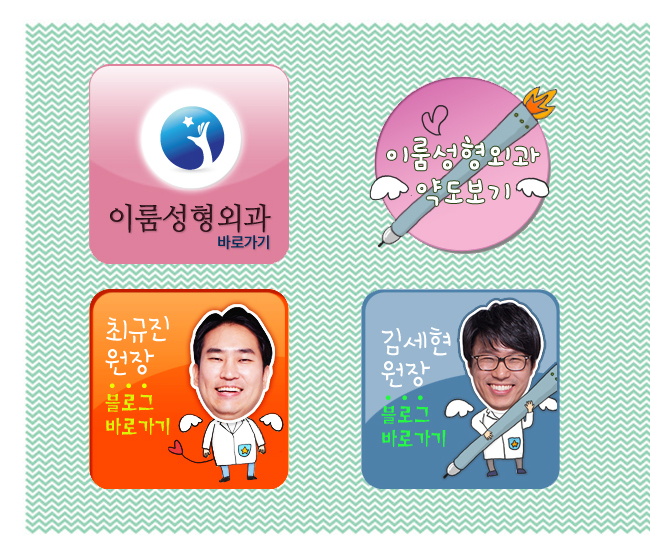 이룸성형외과
바로가기
이룸성형외과
약도보기
최규진
원장
블로그
바로가기
김세현
원장
블로그
바로가기